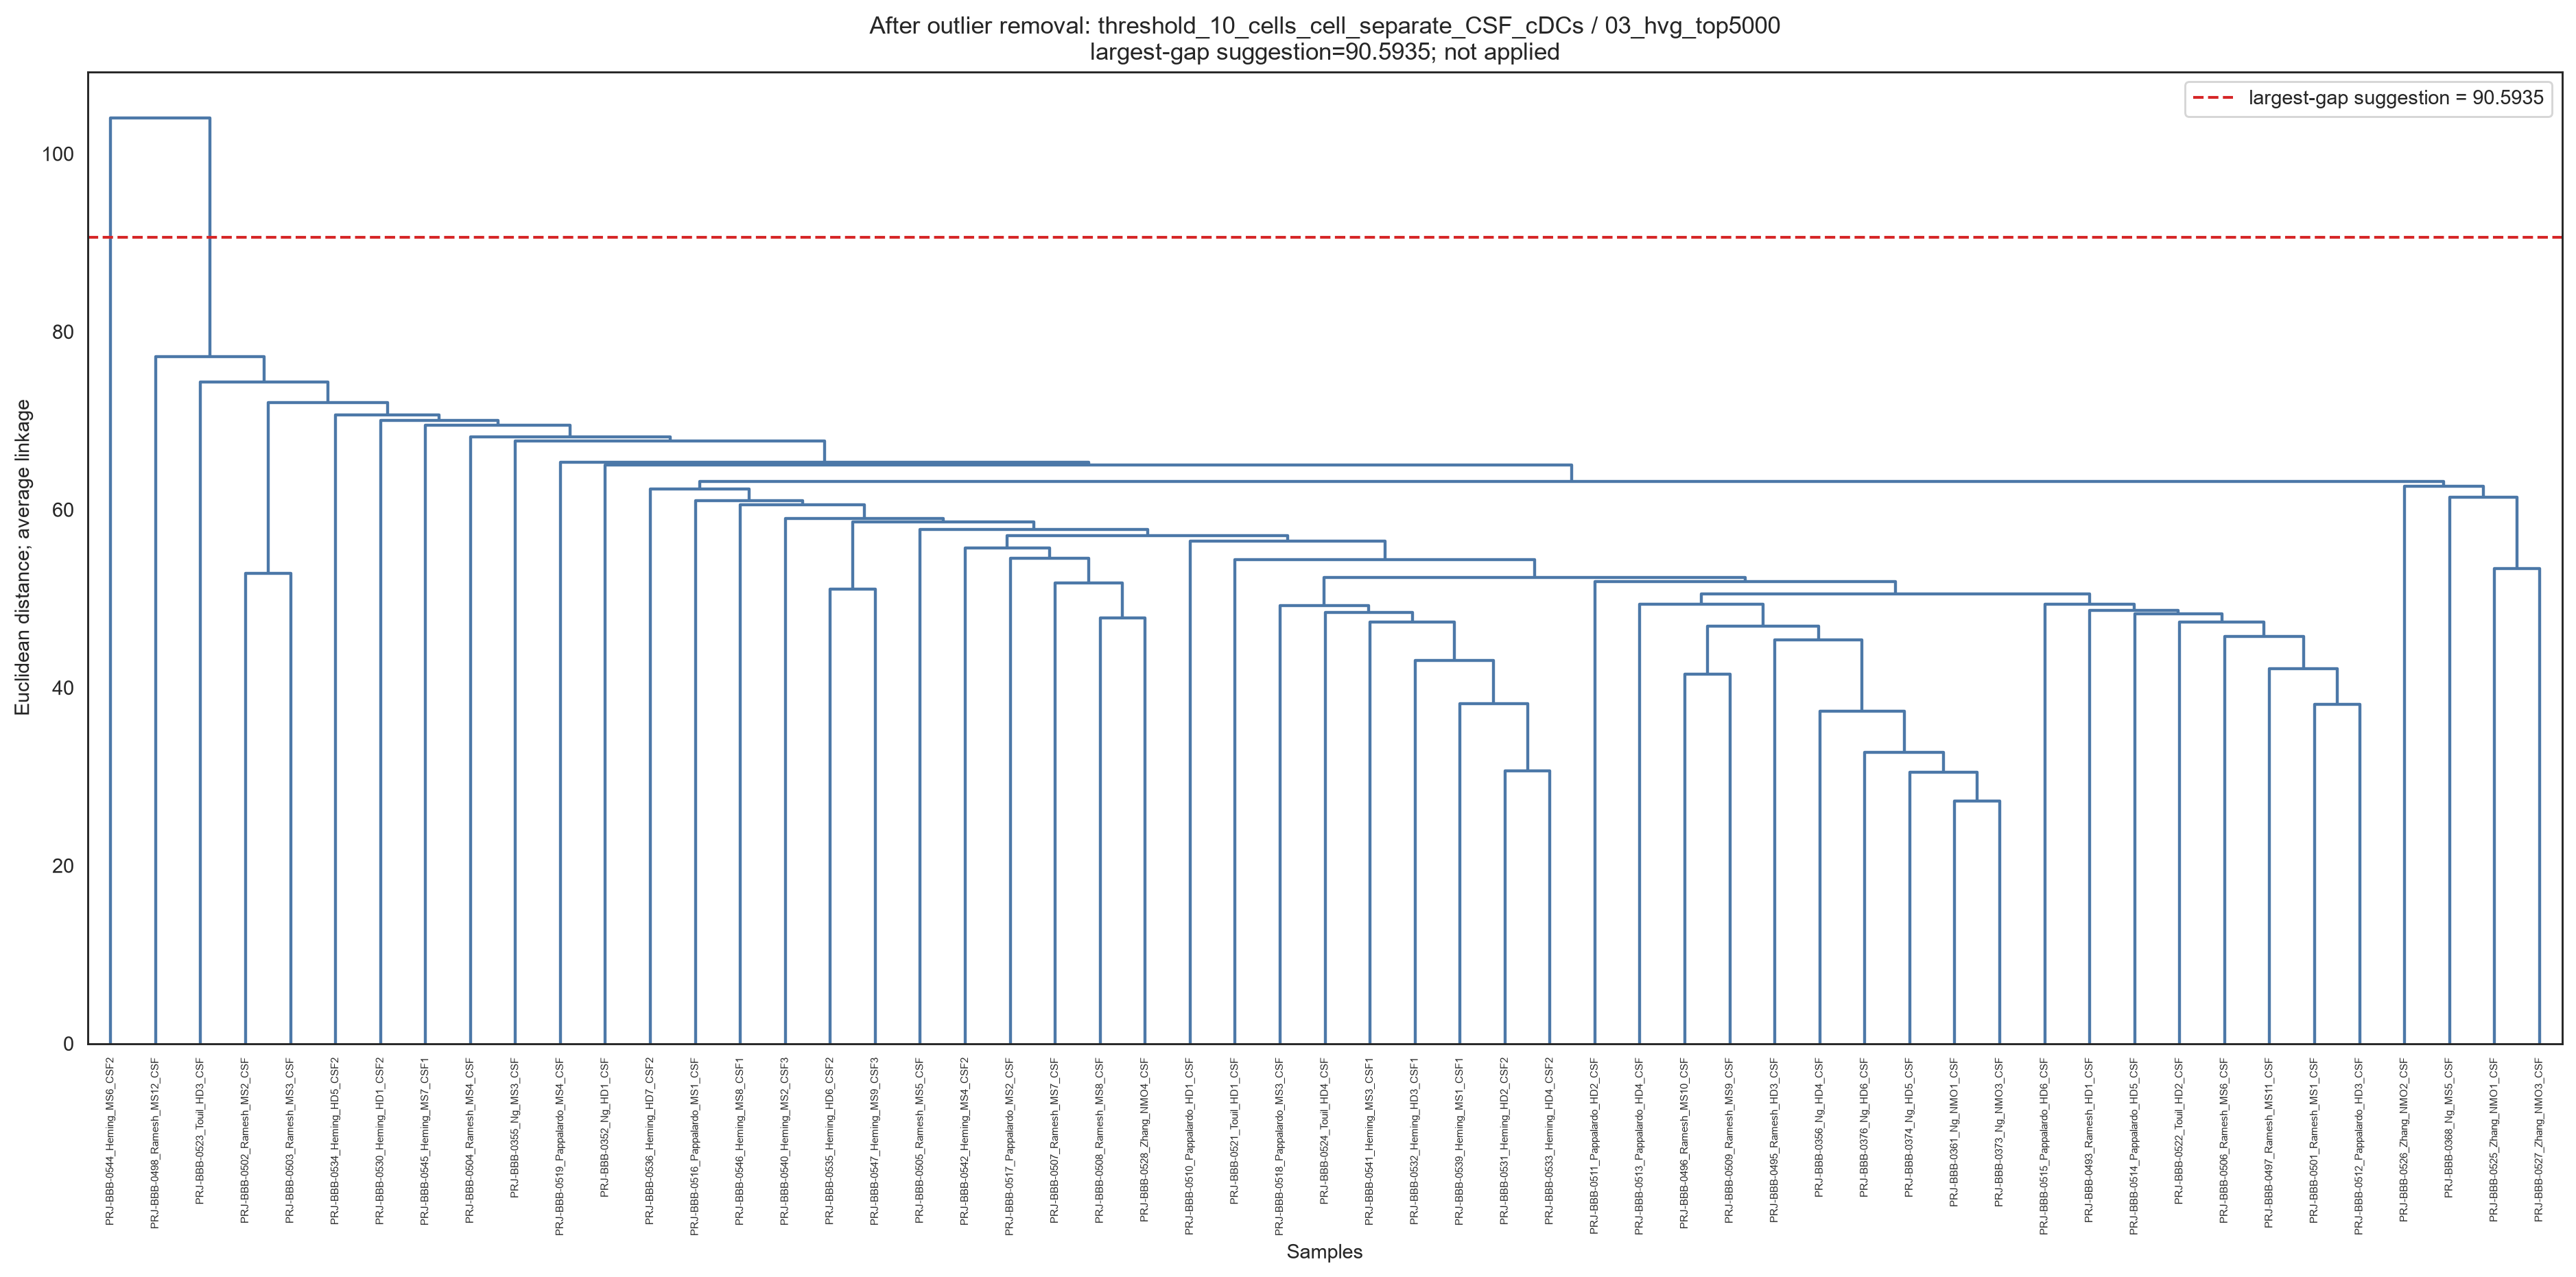 After outlier removal: threshold_10_cells_cell_separate_CSF_cDCs / 03_hvg_top5000
largest-gap suggestion=90.5935; not applied
largest-gap suggestion = 90.5935
Euclidean distance; average linkage
100
80
60
40
20
0
PRJ-BBB-0544_Heming_MS6_CSF2
PRJ-BBB-0498_Ramesh_MS12_CSF
PRJ-BBB-0523_Touil_HD3_CSF
PRJ-BBB-0502_Ramesh_MS2_CSF
PRJ-BBB-0503_Ramesh_MS3_CSF
PRJ-BBB-0534_Heming_HD5_CSF2
PRJ-BBB-0530_Heming_HD1_CSF2
PRJ-BBB-0545_Heming_MS7_CSF1
PRJ-BBB-0504_Ramesh_MS4_CSF
PRJ-BBB-0355_Ng_MS3_CSF
PRJ-BBB-0519_Pappalardo_MS4_CSF
PRJ-BBB-0352_Ng_HD1_CSF
PRJ-BBB-0536_Heming_HD7_CSF2
PRJ-BBB-0516_Pappalardo_MS1_CSF
PRJ-BBB-0546_Heming_MS8_CSF1
PRJ-BBB-0540_Heming_MS2_CSF3
PRJ-BBB-0535_Heming_HD6_CSF2
PRJ-BBB-0547_Heming_MS9_CSF3
PRJ-BBB-0505_Ramesh_MS5_CSF
PRJ-BBB-0542_Heming_MS4_CSF2
PRJ-BBB-0517_Pappalardo_MS2_CSF
PRJ-BBB-0507_Ramesh_MS7_CSF
PRJ-BBB-0508_Ramesh_MS8_CSF
PRJ-BBB-0528_Zhang_NMO4_CSF
PRJ-BBB-0510_Pappalardo_HD1_CSF
PRJ-BBB-0521_Touil_HD1_CSF
PRJ-BBB-0518_Pappalardo_MS3_CSF
PRJ-BBB-0524_Touil_HD4_CSF
PRJ-BBB-0541_Heming_MS3_CSF1
PRJ-BBB-0532_Heming_HD3_CSF1
PRJ-BBB-0539_Heming_MS1_CSF1
PRJ-BBB-0531_Heming_HD2_CSF2
PRJ-BBB-0533_Heming_HD4_CSF2
PRJ-BBB-0511_Pappalardo_HD2_CSF
PRJ-BBB-0513_Pappalardo_HD4_CSF
PRJ-BBB-0496_Ramesh_MS10_CSF
PRJ-BBB-0509_Ramesh_MS9_CSF
PRJ-BBB-0495_Ramesh_HD3_CSF
PRJ-BBB-0356_Ng_HD4_CSF
PRJ-BBB-0376_Ng_HD6_CSF
PRJ-BBB-0374_Ng_HD5_CSF
PRJ-BBB-0361_Ng_NMO1_CSF
PRJ-BBB-0373_Ng_NMO3_CSF
PRJ-BBB-0515_Pappalardo_HD6_CSF
PRJ-BBB-0493_Ramesh_HD1_CSF
PRJ-BBB-0514_Pappalardo_HD5_CSF
PRJ-BBB-0522_Touil_HD2_CSF
PRJ-BBB-0506_Ramesh_MS6_CSF
PRJ-BBB-0497_Ramesh_MS11_CSF
PRJ-BBB-0501_Ramesh_MS1_CSF
PRJ-BBB-0512_Pappalardo_HD3_CSF
PRJ-BBB-0526_Zhang_NMO2_CSF
PRJ-BBB-0368_Ng_MS5_CSF
PRJ-BBB-0525_Zhang_NMO1_CSF
PRJ-BBB-0527_Zhang_NMO3_CSF
Samples